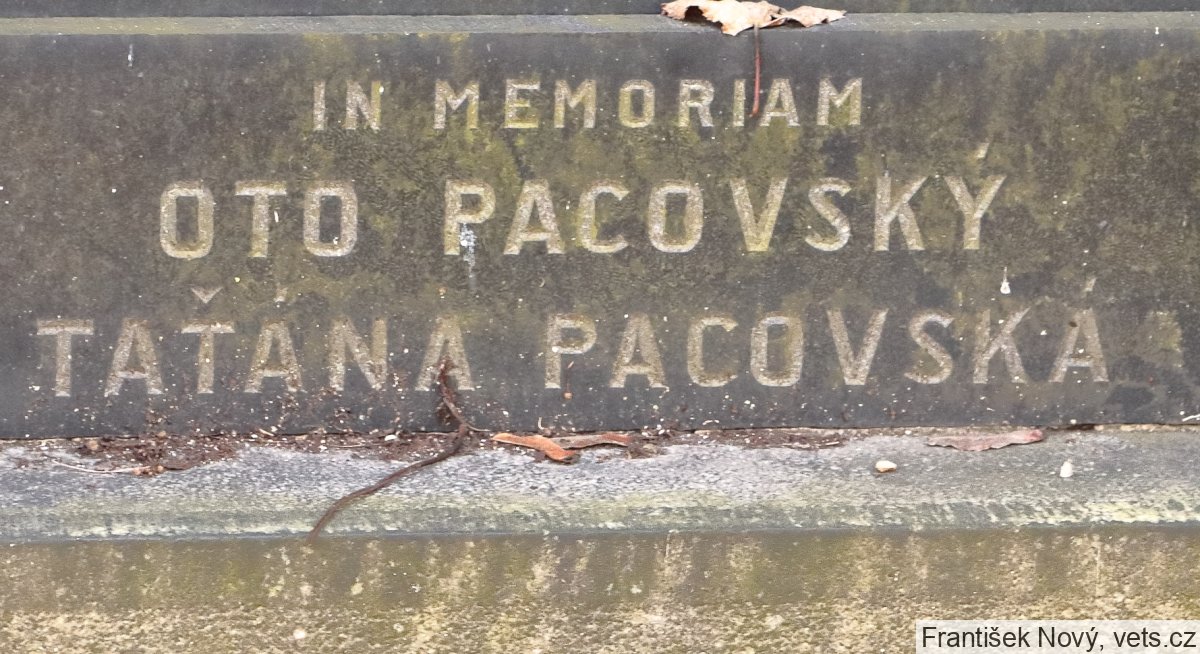 IN MEMORIAM
OTO PACOVSKÝ
TAŤÁNA PACOVSKÁ
František Nový, vets.cz